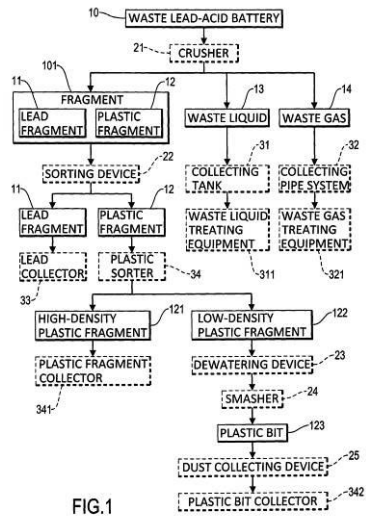 10
WASTE LEAD-ACID BATTERY
21
CRUSHER
101
11
12
13
14
FRAGMENT
LEAD
FRAGMENT
PLASTIC
FRAGMENT
WASTE LIQUID
WASTE GAS
22
31
32
SORTING DEVICE
COLLECTING
TANK
COLLECTING
PIPE SYSTEM
11
12
LEAD
FRAGMENT
PLASTIC
FRAGMENT
WASTE LIQUID
TREATING
EQUIPMENT
WASTE GAS
TREATING
EQUIPMENT
LEAD
COLLECTOR
PLASTIC
SORTER
33
34
311
321
121
122
HIGH-DENSITY
PLASTIC FRAGMENT
LOW-DENSITY
PLASTIC FRAGMENT
PLASTIC FRAGMENT
COLLECTOR
341
DEWATERING DEVICE
23
SMASHER
24
PLASTIC BIT
123
25
DUST COLLECTING DEVICE
PLASTIC BIT COLLECTOR
342
FIG.1